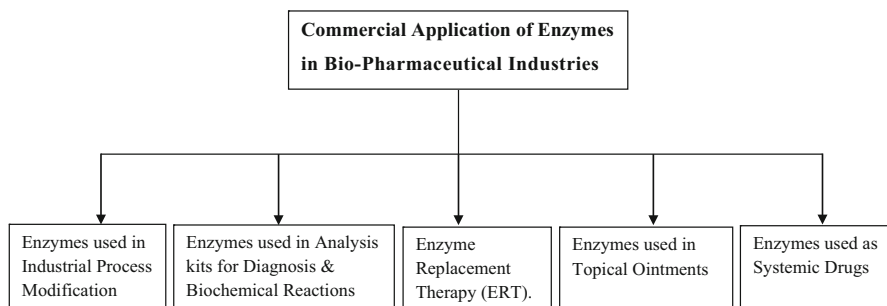 Commercial Application of Enzymes
in Bio-Pharmaceutical Industries
Enzymes used in
Industrial Process
Modification
Enzymes used in Analysis
kits for Diagnosis &
Biochemical Reactions
Enzyme
Replacement
Therapy (ERT).
Enzymes used in
Topical Ointments
Enzymes used as
Systemic Drugs